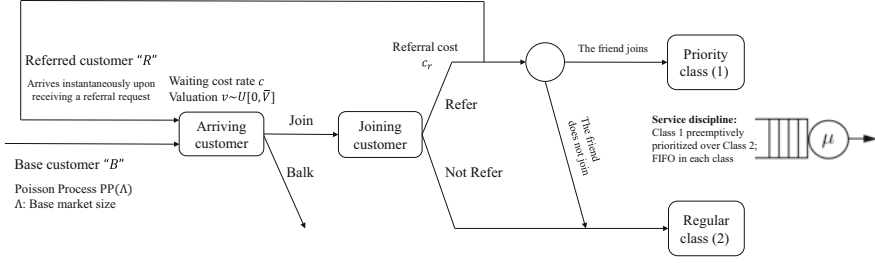 Referred customer "R"
Arrives instantaneously upon
receiving a referral request
Waiting cost rate c
Valuation v~U[0, V̄]
Base customer "B"
Poisson Process PP(Λ)
Λ: Base market size
Arriving
customer
Join
Balk
Joining
customer
Referral cost
c_r
Refer
Not Refer
The friend joins
The friend
does not join
Priority
class (1)
Regular
class (2)
Service discipline:
Class 1 preemptively
prioritized over Class 2;
FIFO in each class
μ